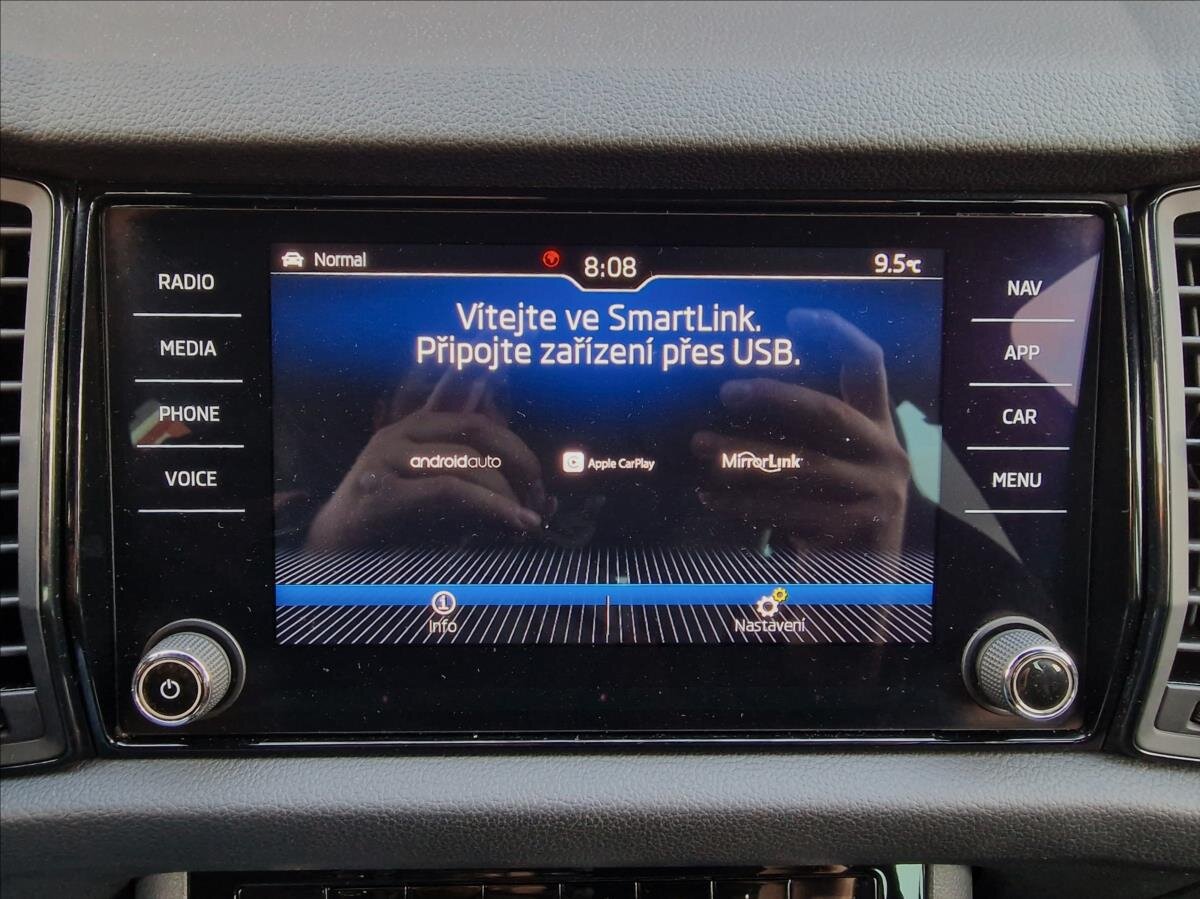 Normal
8:08
9.5°C
Vítejte ve SmartLink.
Připojte zařízení přes USB.
androidauto
Apple CarPlay
MirrorLink
Info
Nastavení
RADIO
MEDIA
PHONE
VOICE
NAV
APP
CAR
MENU